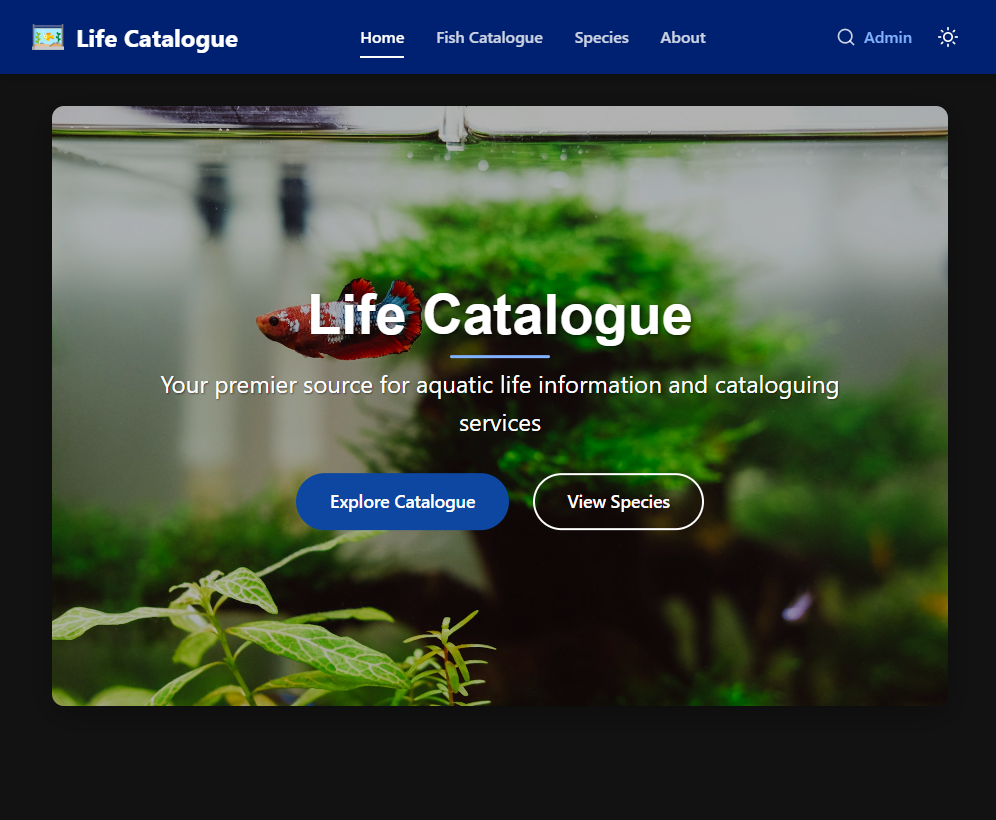 Life Catalogue
Home Fish Catalogue Species About
Admin
Life Catalogue
Your premier source for aquatic life information and cataloguing
services
Explore Catalogue
View Species